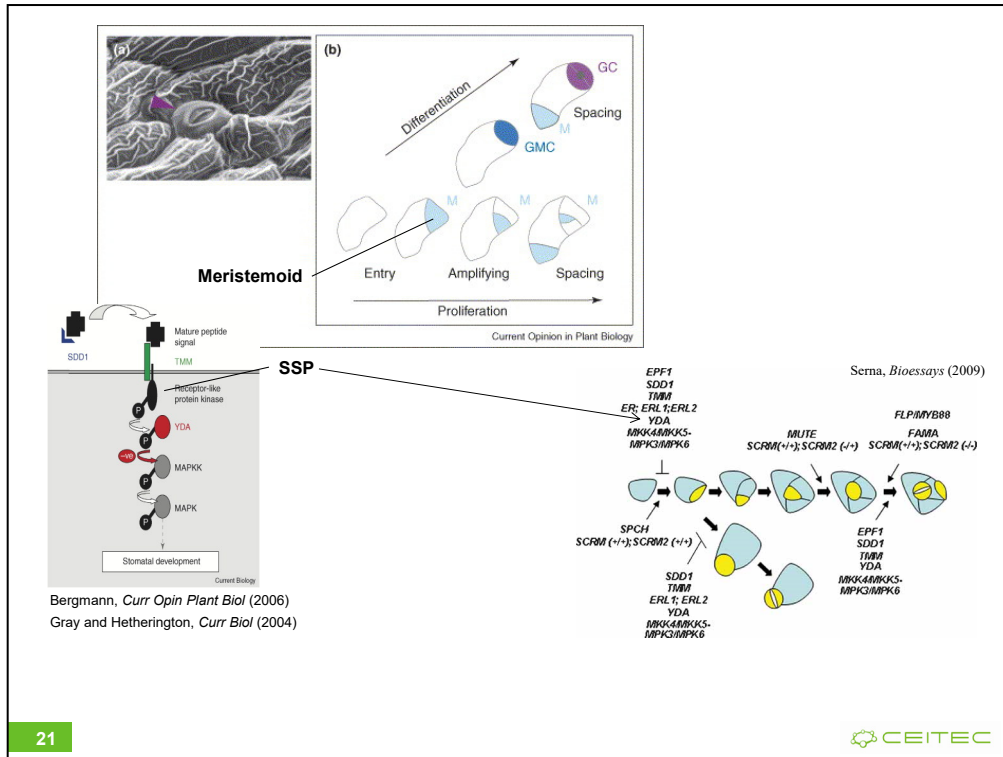 (a)
(b)
GC
Differentiation
Spacing
M
GMC
M
M
M
Meristemoid
Entry
Amplifying
Spacing
Proliferation
Current Opinion in Plant Biology
SDD1
Mature peptide
signal
TMM
Receptor-like
protein kinase
P
YDA
P
–ve
MAPKK
P
MAPK
P
Stomatal development
Current Biology
SSP
Serna, Bioessays (2009)
EPF1
SDD1
TMM
ER; ERL1;ERL2
YDA
MKK4/MKK5-
MPK3/MPK6
FLP/MYB88
MUTE
SCRM(+/+);SCRM2 (-/+)
FAMA
SCRM(+/+); SCRM2 (-/-)
SPCH
SCRM (+/+);SCRM2 (+/+)
SDD1
TMM
ERL1; ERL2
YDA
MKK4/MKK5-
MPK3/MPK6
EPF1
SDD1
TMM
YDA
MKK4/MKK5-
MPK3/MPK6
Bergmann, Curr Opin Plant Biol (2006)
Gray and Hetherington, Curr Biol (2004)
21
CEITEC